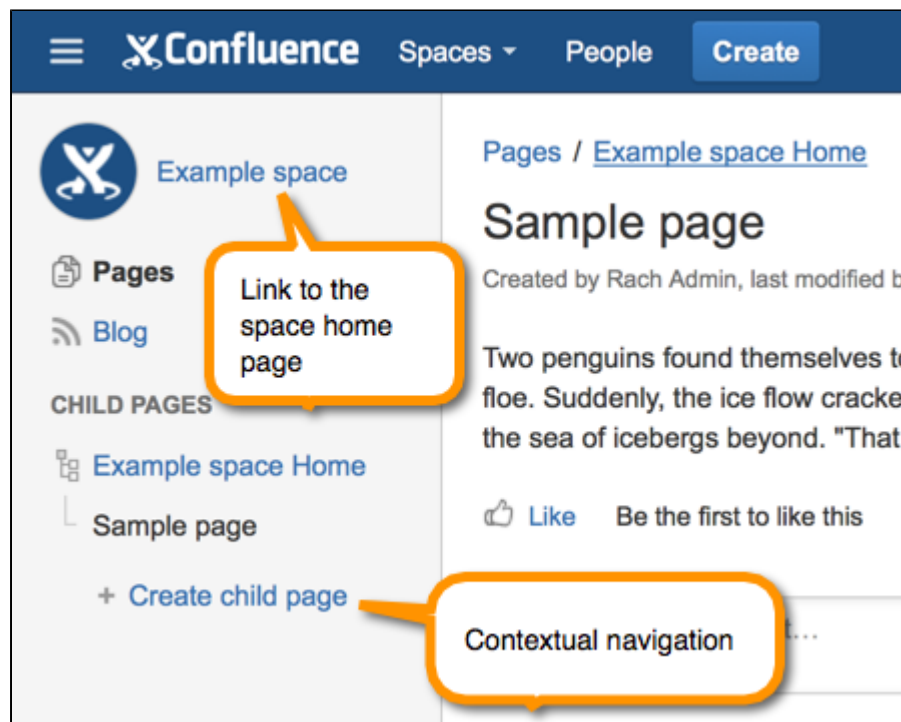 Confluence Spaces People Create
Example space
Pages
Blog
CHILD PAGES
Example space Home
Sample page
+ Create child page
Link to the
space home
page
Contextual navigation
Pages / Example space Home
Sample page
Created by Rach Admin, last modified b
Two penguins found themselves to
floe. Suddenly, the ice flow cracke
the sea of icebergs beyond. "That
Like Be the first to like this